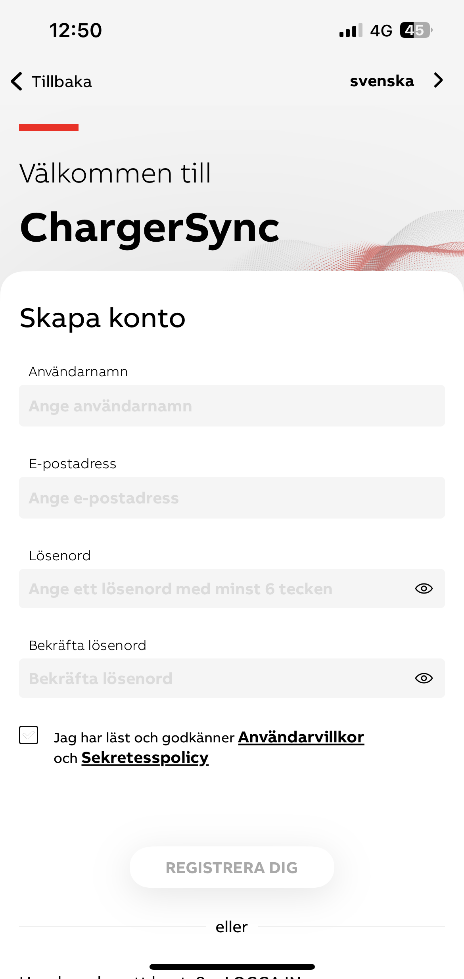 12:50 4G 45
Tillbaka svenska
Välkommen till
ChargerSync
Skapa konto
Användarnamn
Ange användarnamn
E-postadress
Ange e-postadress
Lösenord
Ange ett lösenord med minst 6 tecken
Bekräfta lösenord
Bekräfta lösenord
Jag har läst och godkänner Användarvillkor
och Sekretesspolicy
REGISTRERA DIG
eller